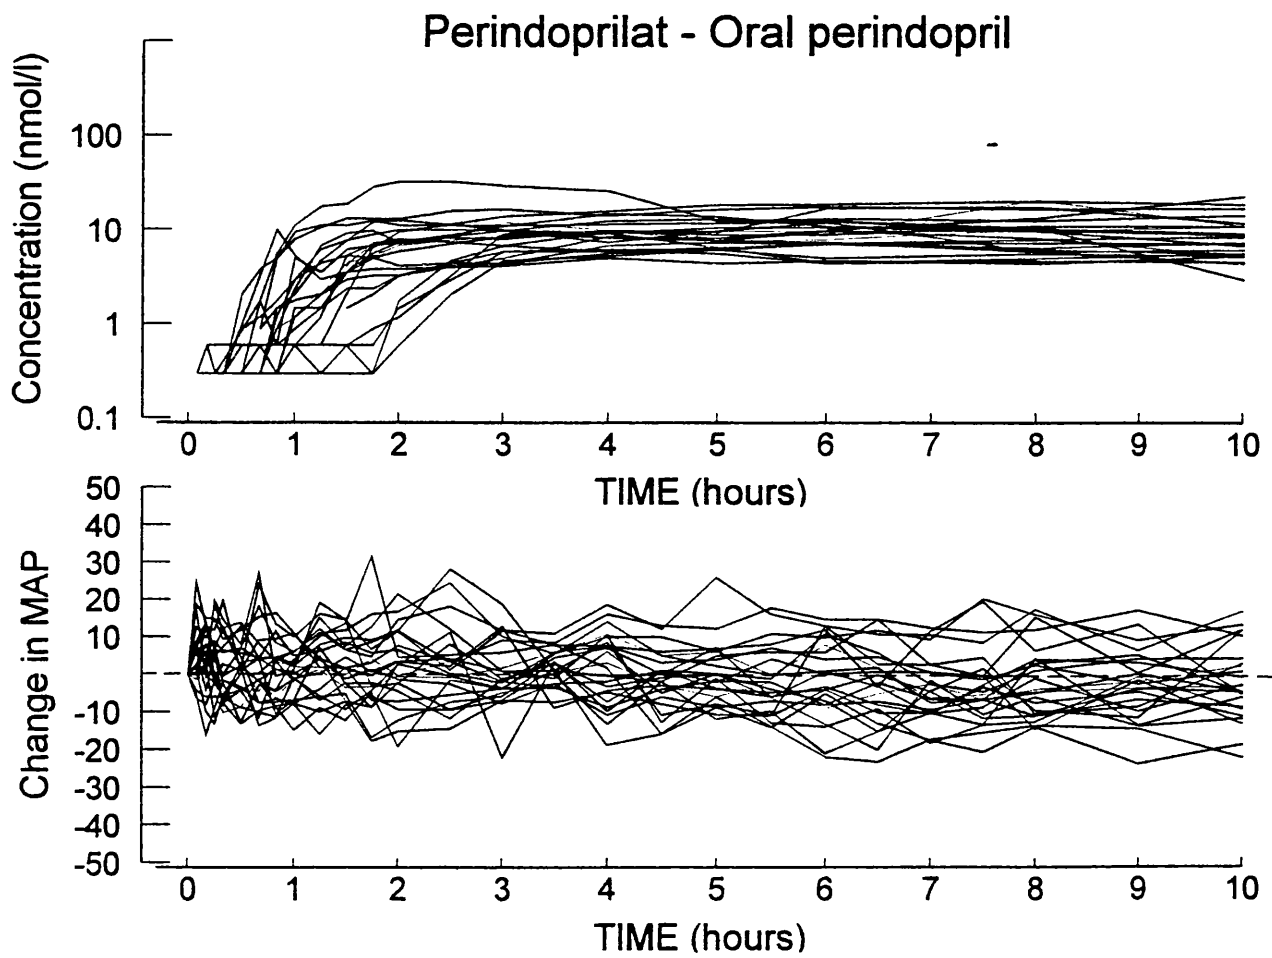 Perindoprilat - Oral perindopril
Concentration (nmol/l)
100
10
1
0.1
0 1 2 3 4 5 6 7 8 9 10
TIME (hours)
Change in MAP
50
40
30
20
10
-10
-20
-30
-40
-50
0 1 2 3 4 5 6 7 8 9 10
TIME (hours)